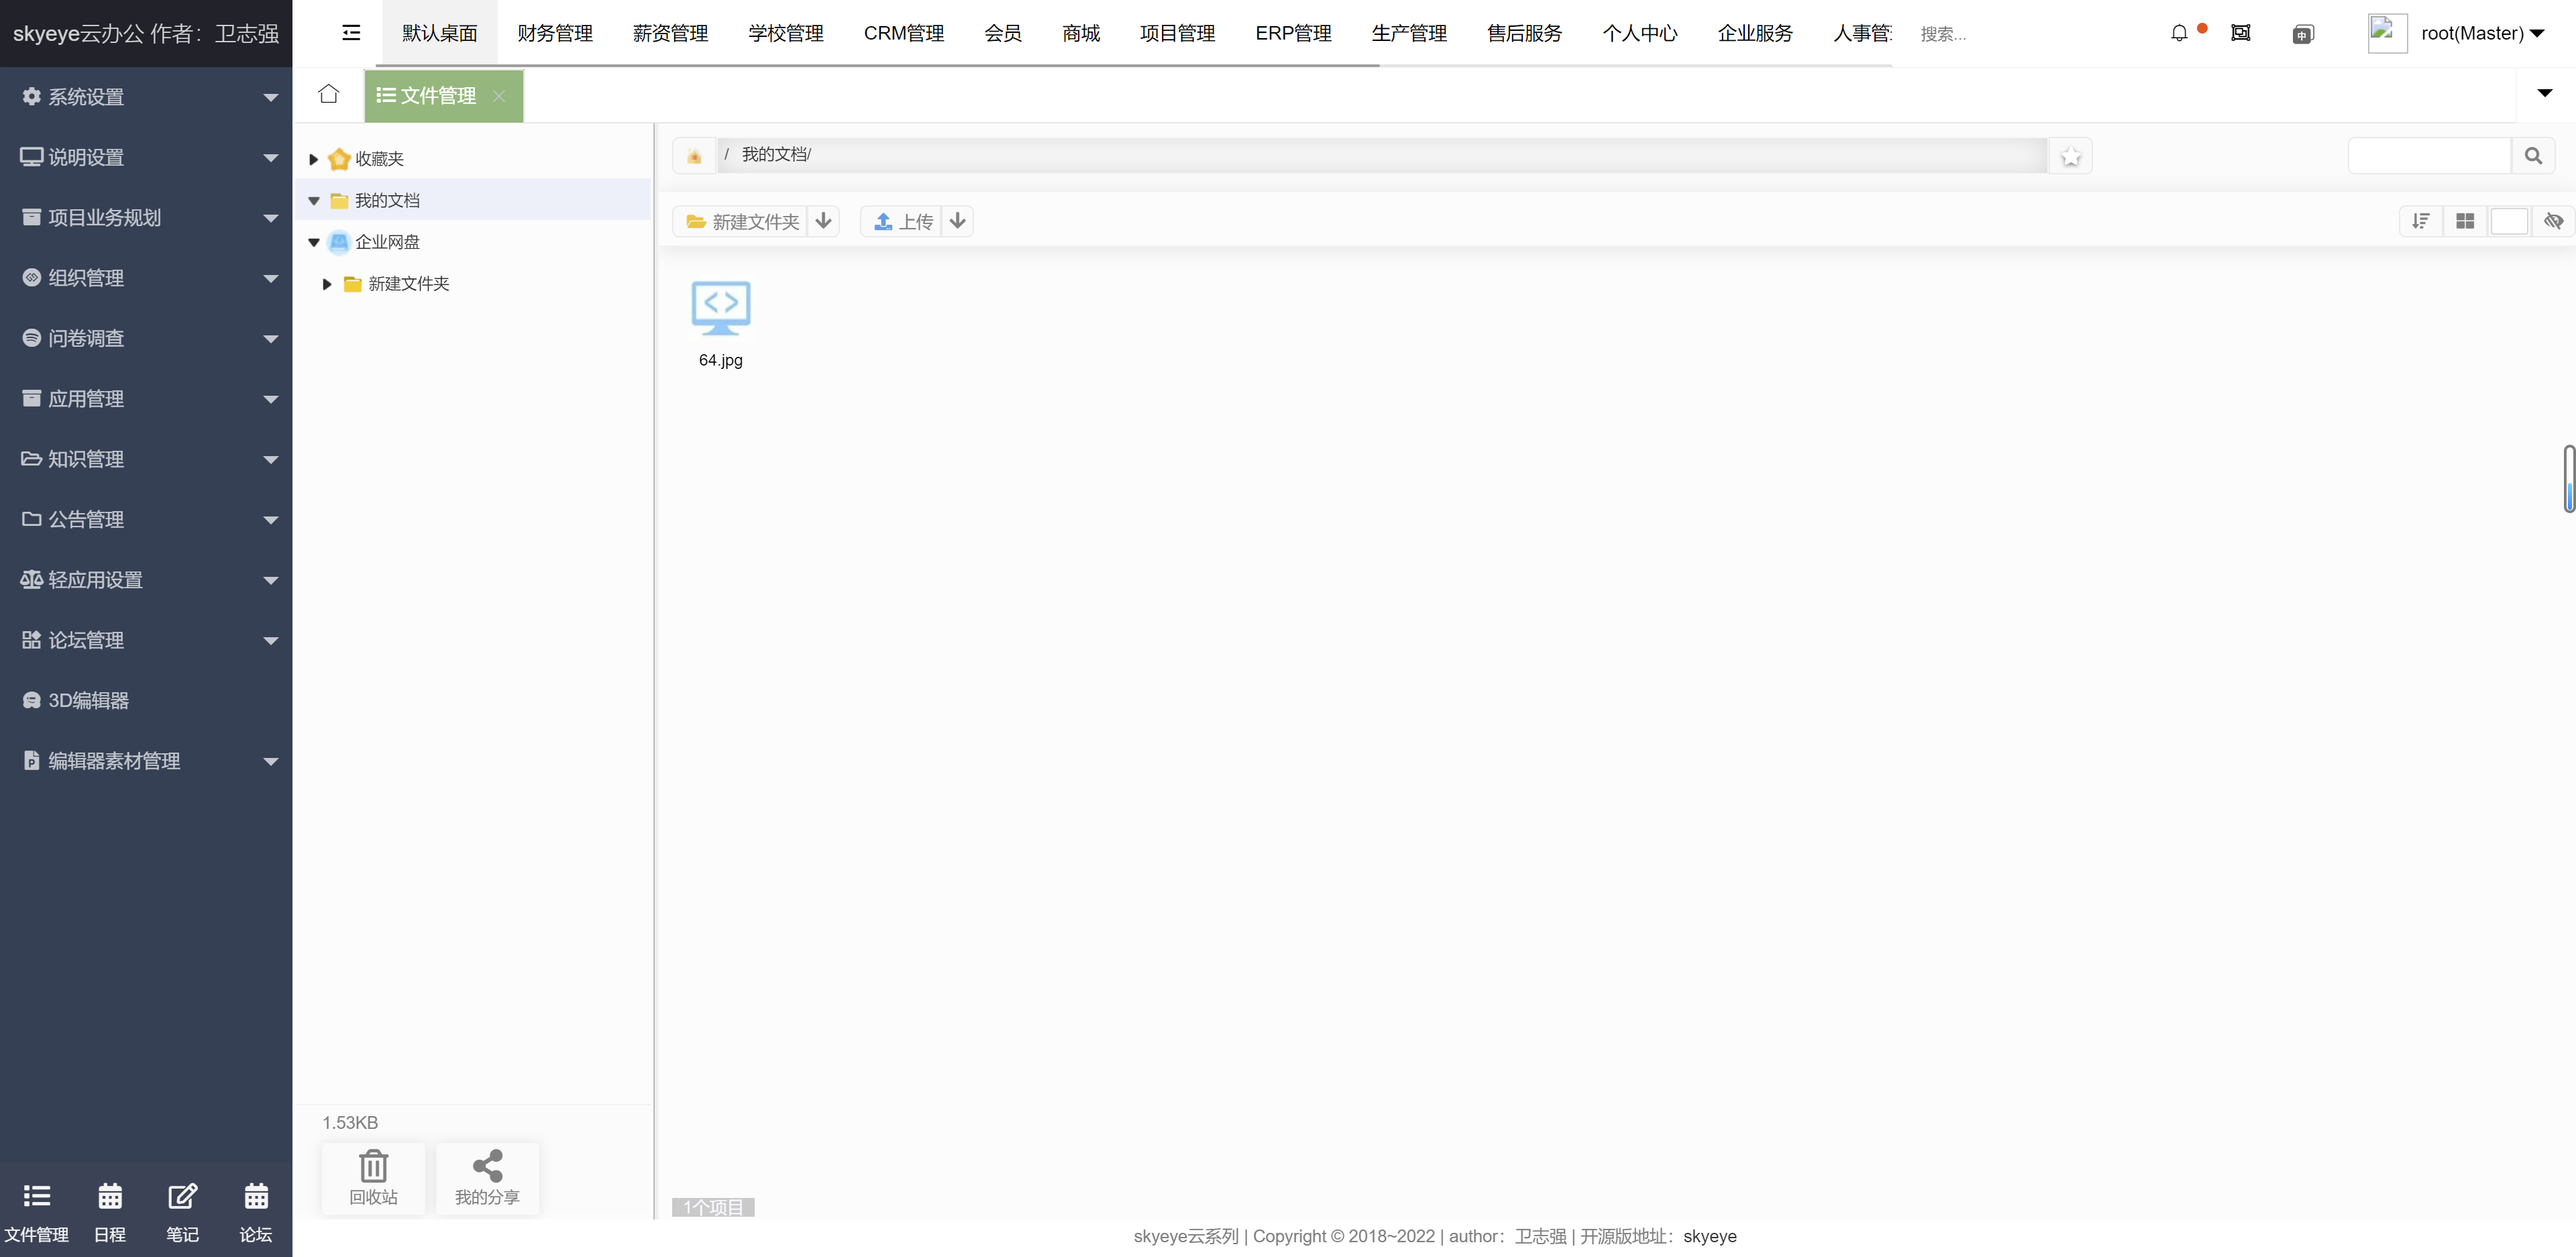 skyeye云办公 作者：卫志强
默认桌面 财务管理 薪资管理 学校管理 CRM管理 会员 商城 项目管理 ERP管理 生产管理 售后服务 个人中心 企业服务 人事管 搜索... 中 root(Master)
系统设置
说明设置
项目业务规划
组织管理
问卷调查
应用管理
知识管理
公告管理
轻应用设置
论坛管理
3D编辑器
编辑器素材管理
文件管理 日程 笔记 论坛
文件管理
收藏夹
我的文档
企业网盘
新建文件夹
1.53KB
回收站 我的分享
/ 我的文档/
新建文件夹 上传
64.jpg
1个项目
skyeye云系列 | Copyright © 2018~2022 | author：卫志强 | 开源版地址：skyeye